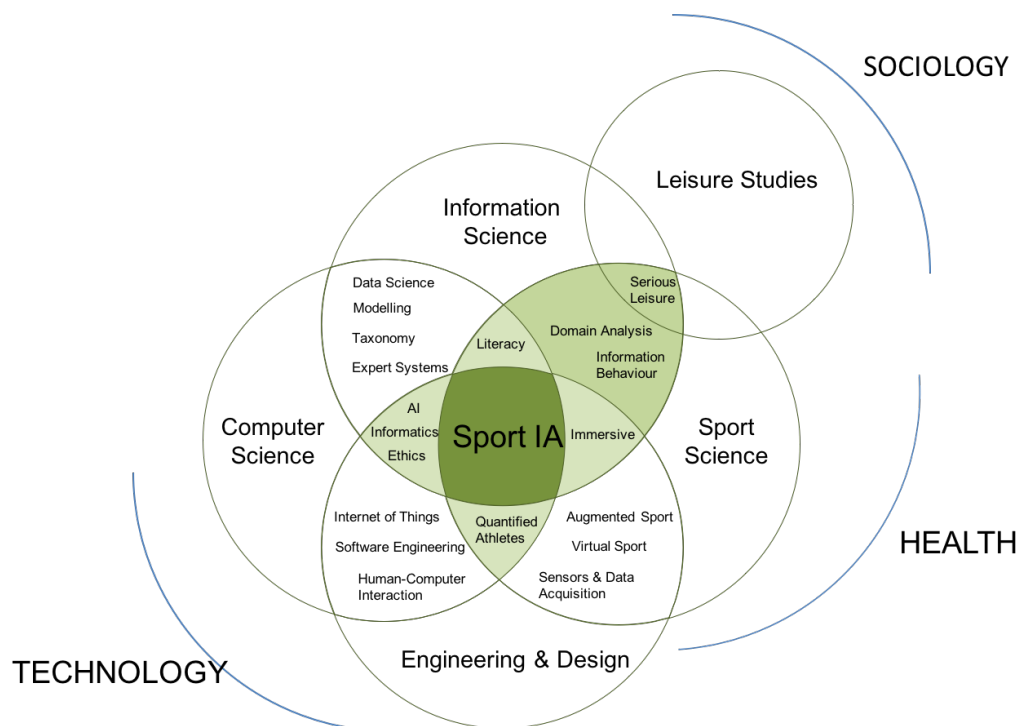 SOCIOLOGY
Leisure Studies
Information
Science
Data Science
Modelling
Taxonomy
Expert Systems
Serious
Leisure
Domain Analysis
Information
Behaviour
Literacy
Computer
Science
AI
Informatics
Ethics
Sport IA
Immersive
Sport
Science
Internet of Things
Software Engineering
Human-Computer
Interaction
Quantified
Athletes
Augmented Sport
Virtual Sport
Sensors & Data
Acquisition
HEALTH
Engineering & Design
TECHNOLOGY